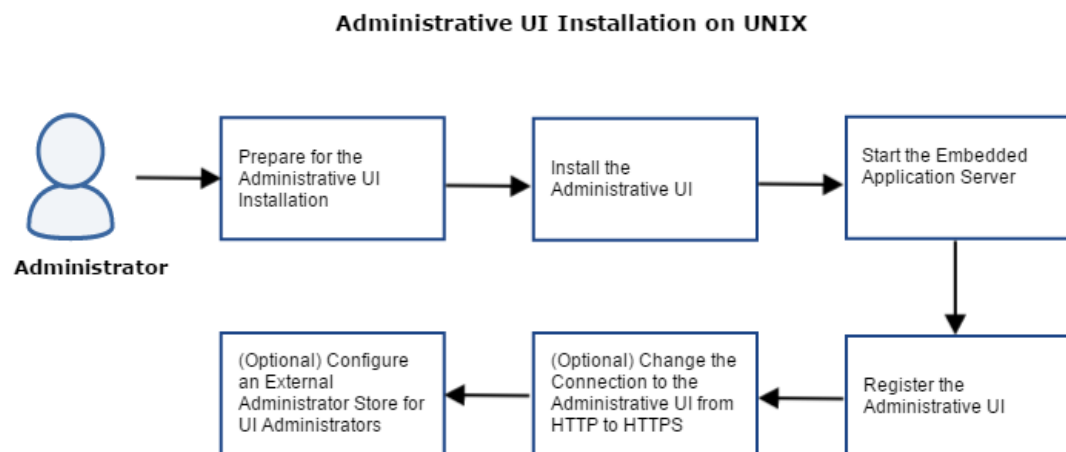 Administrative UI Installation on UNIX
Administrator
Prepare for the
Administrative UI
Installation
Install the
Administrative UI
Start the Embedded
Application Server
Register the
Administrative UI
(Optional) Change the
Connection to the
Administrative UI from
HTTP to HTTPS
(Optional) Configure
an External
Administrator Store for
UI Administrators